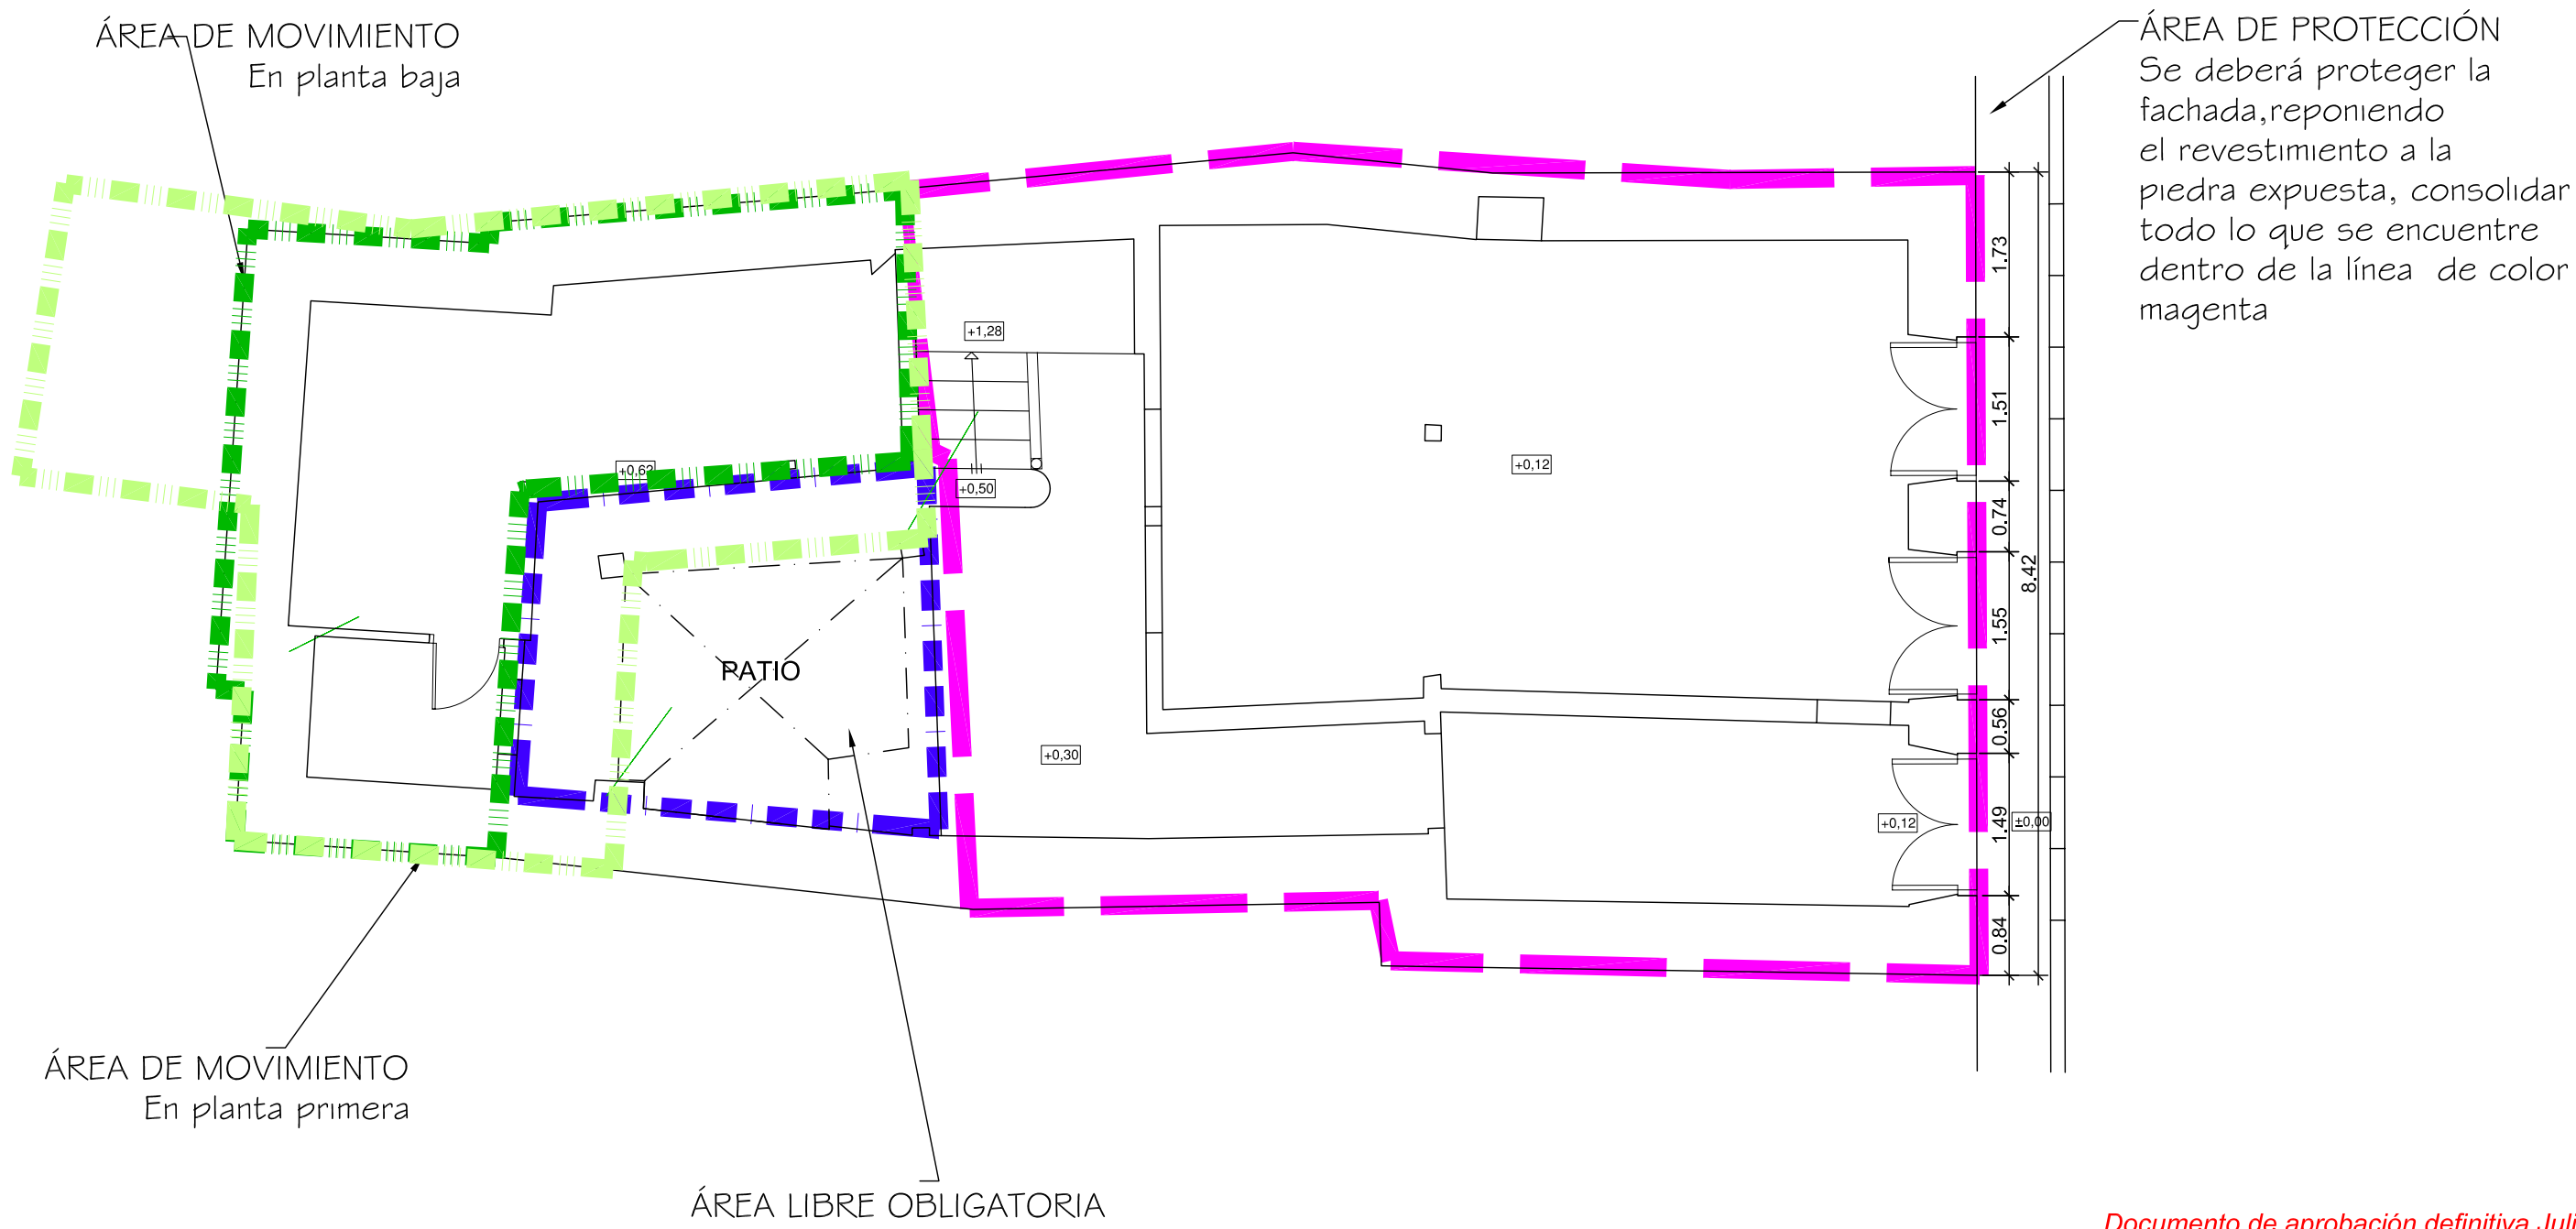 ÁREA DE MOVIMIENTO
En planta baja
ÁREA DE PROTECCIÓN
Se deberá proteger la
fachada,reponiendo
el revestimiento a la
piedra expuesta, consolidar
todo lo que se encuentre
dentro de la línea de color
magenta
1.73
+1,28
1.51
+0,62
+0,12
+0,50
0.74
8.42
1.55
PATIO
0.56
+0,30
+0,12
1.49
±0,00
0.84
ÁREA DE MOVIMIENTO
En planta primera
ÁREA LIBRE OBLIGATORIA
Documento de aprobación definitiva